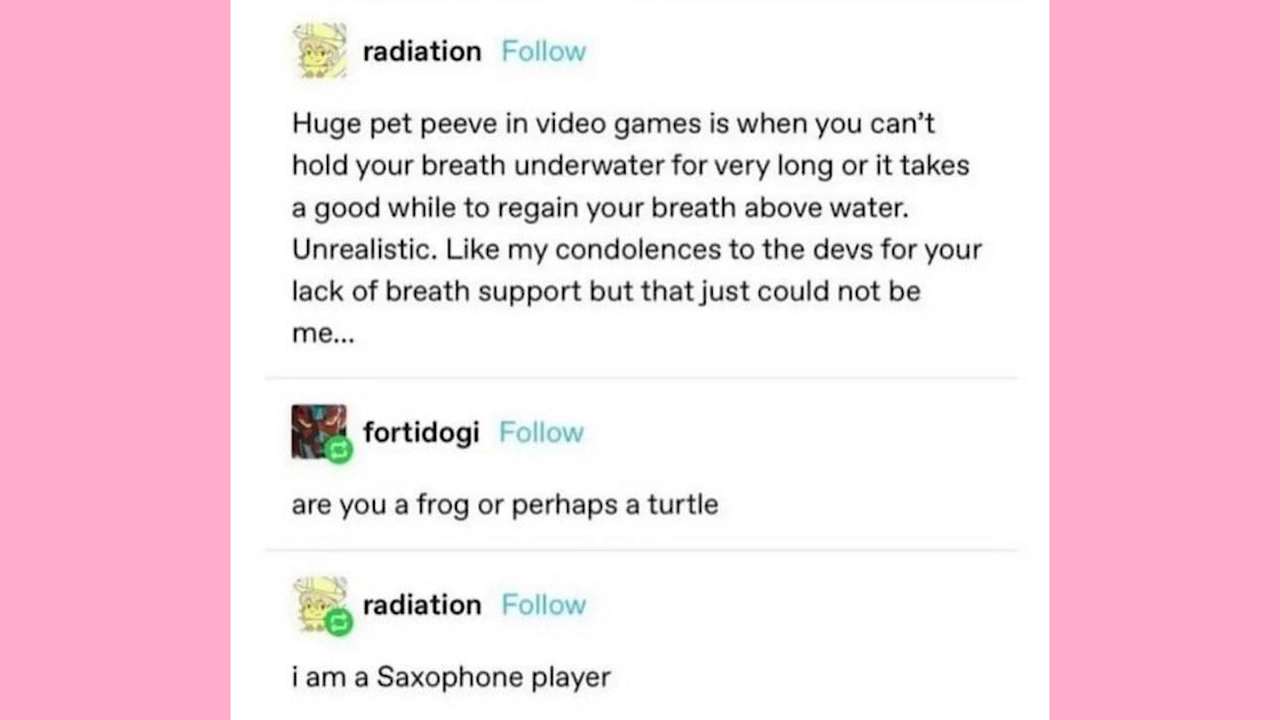 radiation Follow
Huge pet peeve in video games is when you can’t
hold your breath underwater for very long or it takes
a good while to regain your breath above water.
Unrealistic. Like my condolences to the devs for your
lack of breath support but that just could not be
me...
fortidogi Follow
are you a frog or perhaps a turtle
radiation Follow
i am a Saxophone player